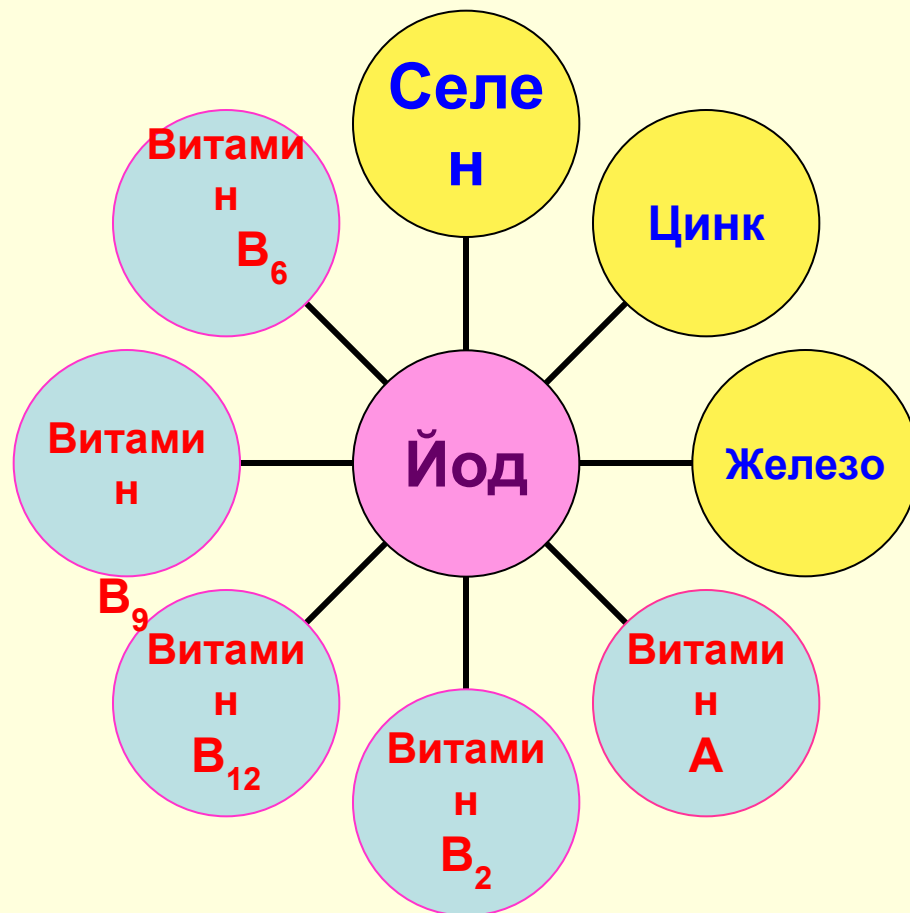 Селе
н
Цинк
Железо
Витами
н
А
Витами
н
В2
Витами
н
В12
Витами
н
В9
Витами
н
В6
Йод